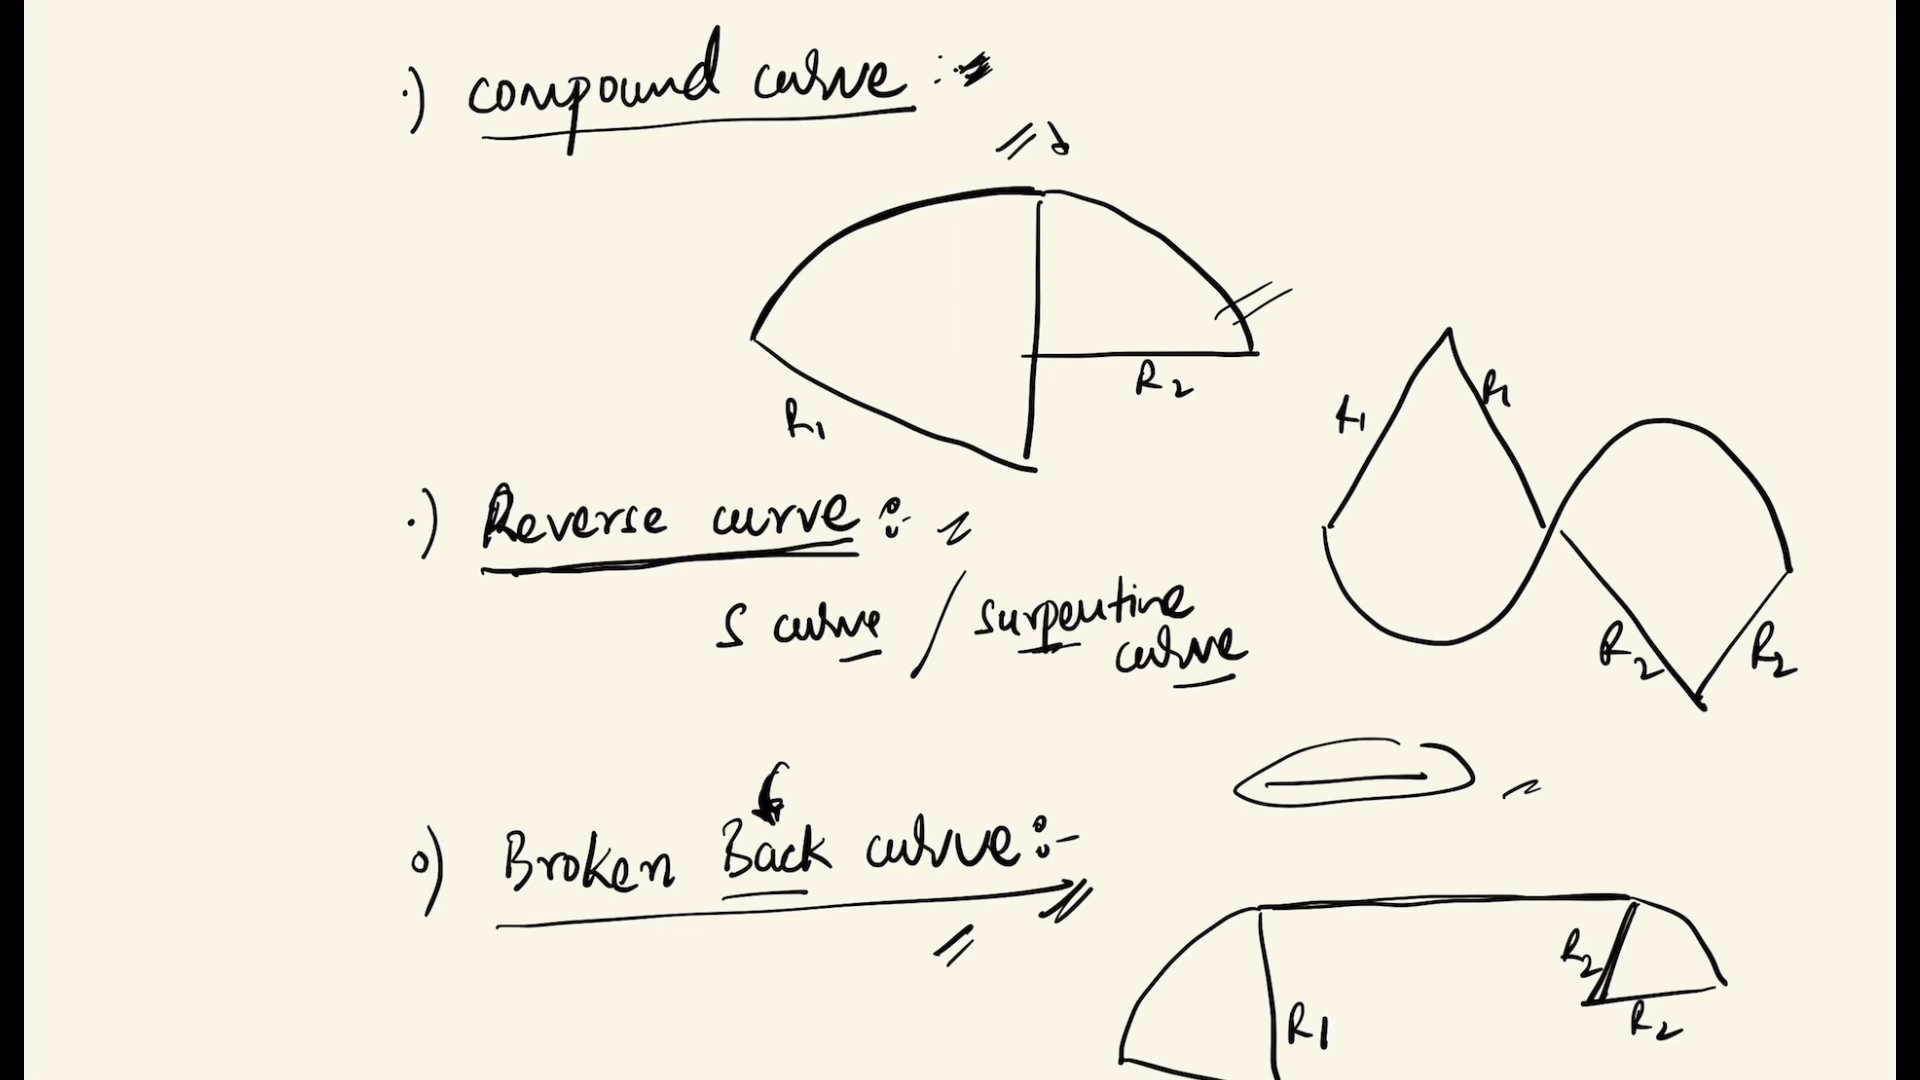 .) compound curve :-
R1
R2
R1
R1
.) Reverse curve :-
S curve / surpentine
curve
R2
R2
o) Broken Back curve :-
R2
R1
R2